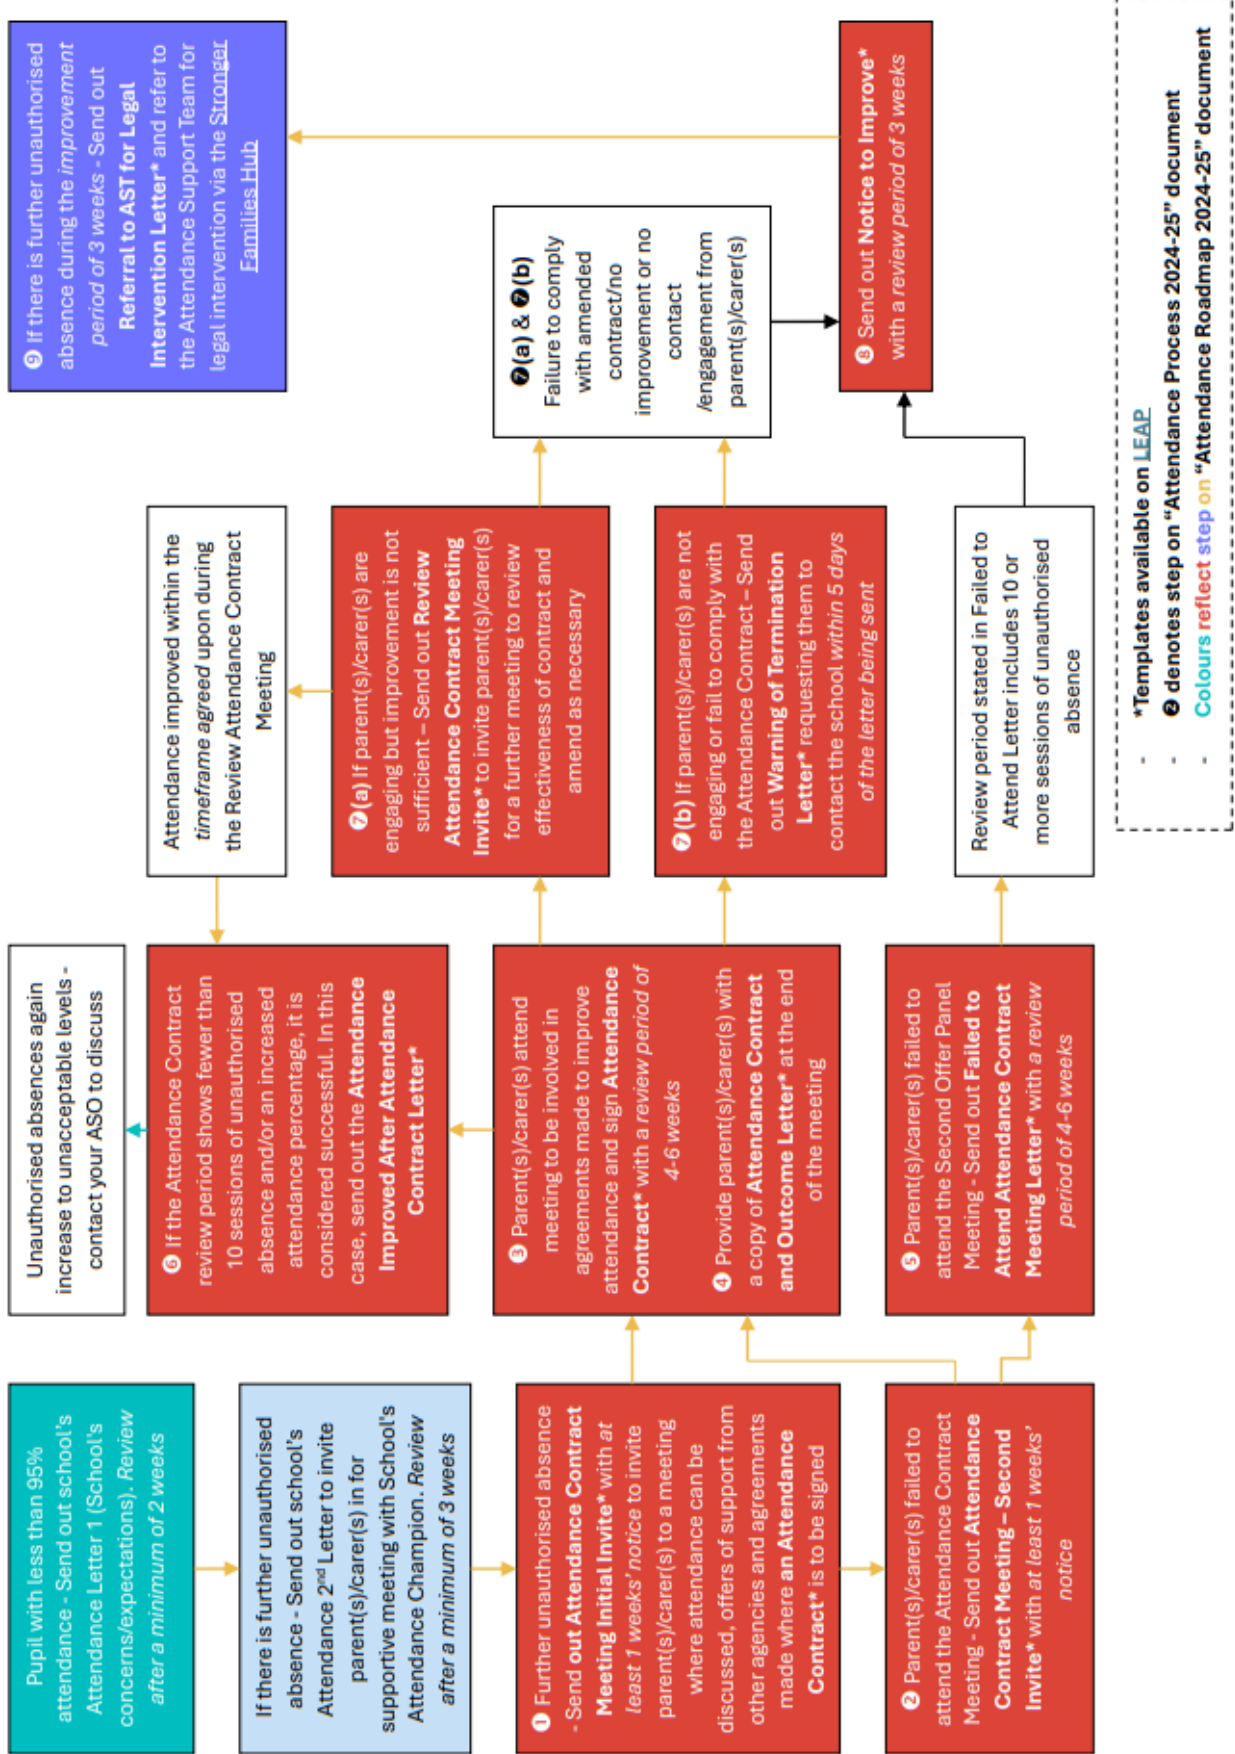 Pupil with less than 95%
attendance - Send out school's
Attendance Letter 1 (School's
concerns/expectations). Review
after a minimum of 2 weeks
If there is further unauthorised
absence - Send out school's
Attendance 2nd Letter to invite
parent(s)/carer(s) in for
supportive meeting with School's
Attendance Champion. Review
after a minimum of 3 weeks
❶ Further unauthorised absence
- Send out Attendance Contract
Meeting Initial Invite* with at
least 1 weeks' notice to invite
parent(s)/carer(s) to a meeting
where attendance can be
discussed, offers of support from
other agencies and agreements
made where an Attendance
Contract* is to be signed
❷ Parent(s)/carer(s) failed to
attend the Attendance Contract
Meeting - Send out Attendance
Contract Meeting – Second
Invite* with at least 1 weeks'
notice
Unauthorised absences again
increase to unacceptable levels -
contact your ASO to discuss
❻ If the Attendance Contract
review period shows fewer than
10 sessions of unauthorised
absence and/or an increased
attendance percentage, it is
considered successful. In this
case, send out the Attendance
Improved After Attendance
Contract Letter*
❸ Parent(s)/carer(s) attend
meeting to be involved in
agreements made to improve
attendance and sign Attendance
Contract* with a review period of
4-6 weeks
❹ Provide parent(s)/carer(s) with
a copy of Attendance Contract
and Outcome Letter* at the end
of the meeting
❺ Parent(s)/carer(s) failed to
attend the Second Offer Panel
Meeting - Send out Failed to
Attend Attendance Contract
Meeting Letter* with a review
period of 4-6 weeks
Attendance improved within the
timeframe agreed upon during
the Review Attendance Contract
Meeting
❼(a) If parent(s)/carer(s) are
engaging but improvement is not
sufficient – Send out Review
Attendance Contract Meeting
Invite* to invite parent(s)/carer(s)
for a further meeting to review
effectiveness of contract and
amend as necessary
❼(b) If parent(s)/carer(s) are not
engaging or fail to comply with
the Attendance Contract – Send
out Warning of Termination
Letter* requesting them to
contact the school within 5 days
of the letter being sent
Review period stated in Failed to
Attend Letter includes 10 or
more sessions of unauthorised
absence
❾ If there is further unauthorised
absence during the improvement
period of 3 weeks - Send out
Referral to AST for Legal
Intervention Letter* and refer to
the Attendance Support Team for
legal intervention via the Stronger
Families Hub
❼(a) & ❼(b)
Failure to comply
with amended
contract/no
improvement or no
contact
/engagement from
parent(s)/carer(s)
❽ Send out Notice to Improve*
with a review period of 3 weeks
- *Templates available on LEAP
- ❷ denotes step on "Attendance Process 2024-25" document
- Colours reflect step on "Attendance Roadmap 2024-25" document